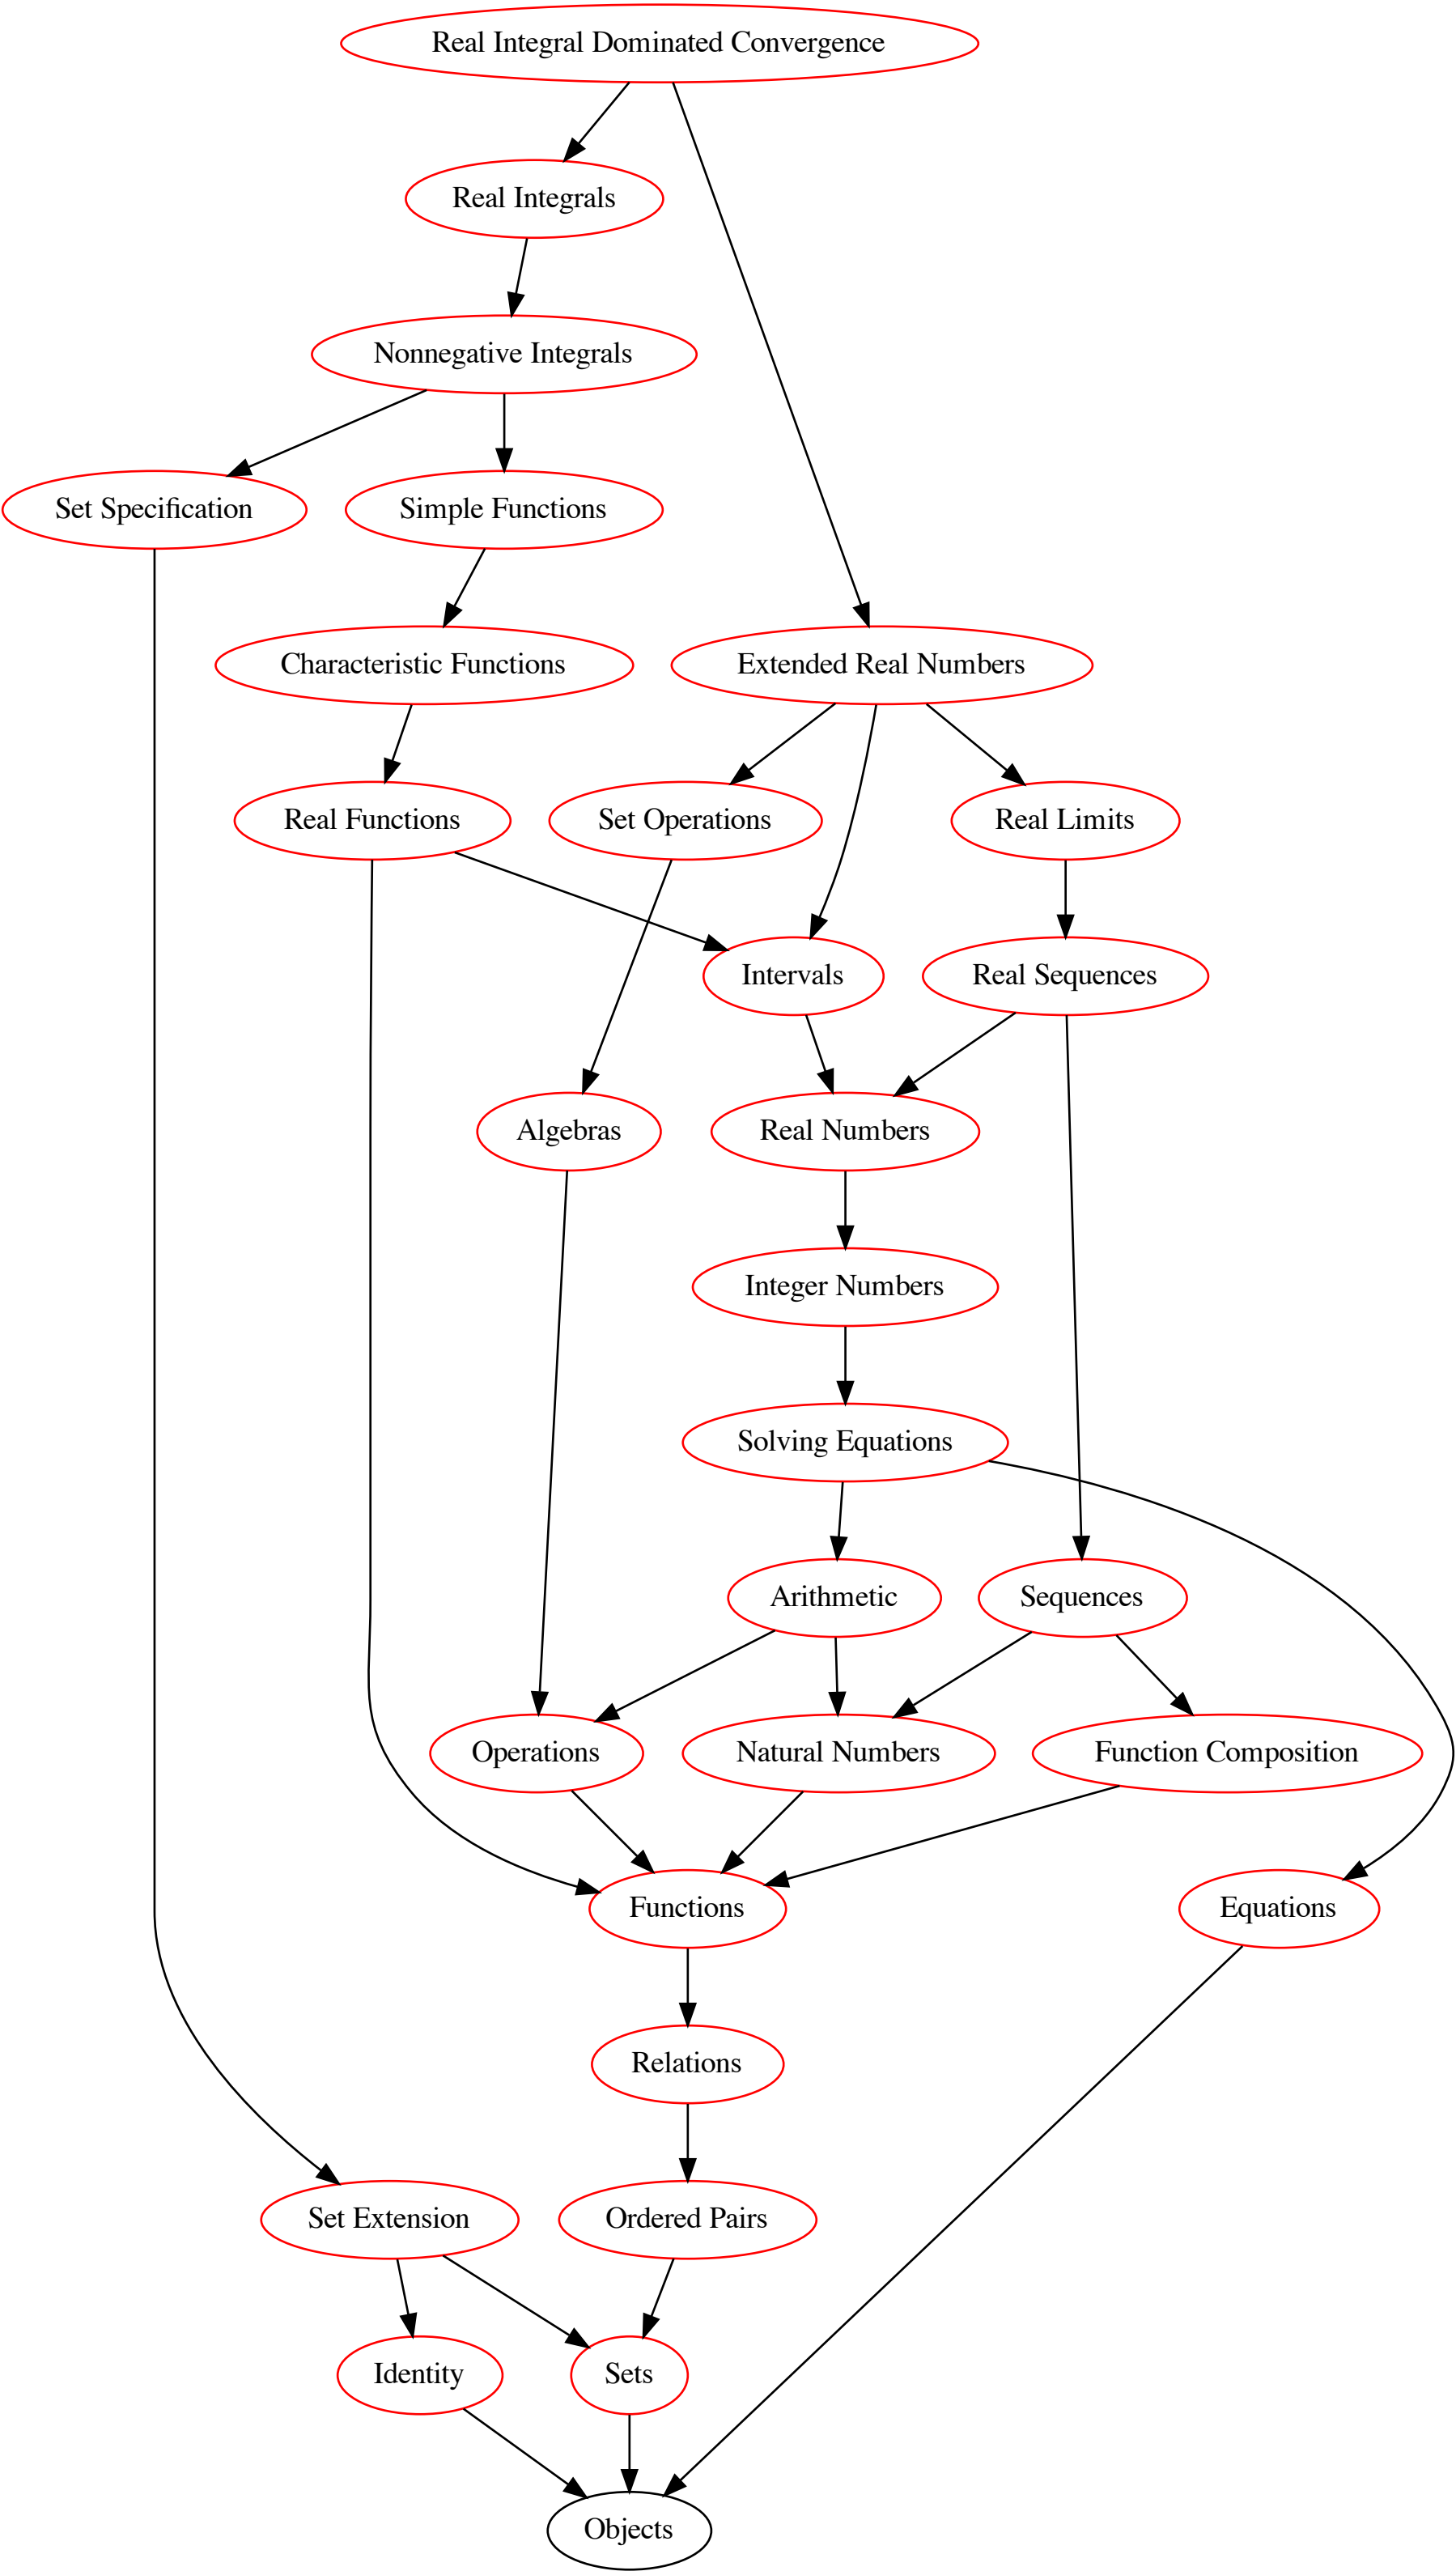 Real Integral Dominated Convergence
Real Integrals
Nonnegative Integrals
Set Specification
Simple Functions
Characteristic Functions
Extended Real Numbers
Real Functions
Set Operations
Real Limits
Intervals
Real Sequences
Algebras
Real Numbers
Integer Numbers
Solving Equations
Arithmetic
Sequences
Operations
Natural Numbers
Function Composition
Functions
Equations
Relations
Set Extension
Ordered Pairs
Identity
Sets
Objects